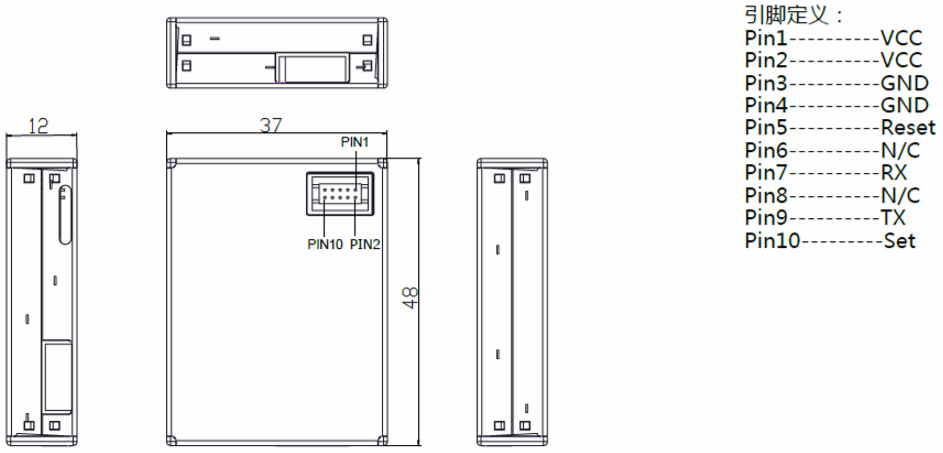 引脚定义：
Pin1----------VCC
Pin2----------VCC
Pin3----------GND
Pin4----------GND
Pin5----------Reset
Pin6----------N/C
Pin7----------RX
Pin8----------N/C
Pin9----------TX
Pin10---------Set
12
37
PIN1
PIN10 PIN2
48